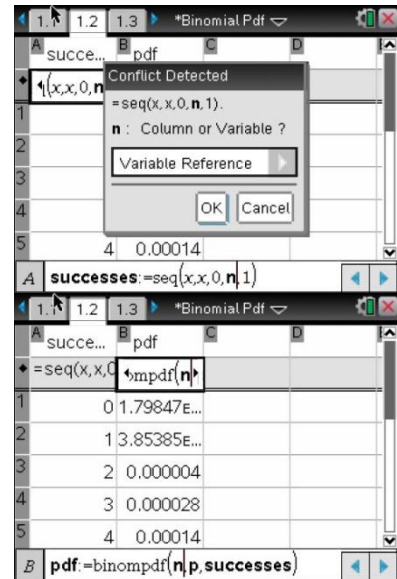 1.1 1.2 1.3 *Binomial Pdf
A succe... B pdf C D
Conflict Detected
(x,x,0,n
=seq(x,x,0,n,1).
1
n : Column or Variable ?
2
Variable Reference
3
4
OK Cancel
5 4 0.00014
A successes:=seq(x,x,0,n,1)
1.1 1.2 1.3 *Binomial Pdf
A succe... B pdf C D
=seq(x,x,0 mpdf(n
1 0 1.79847E...
2 1 3.85385E...
3 2 0.000004
4 3 0.000028
5 4 0.00014
B pdf:=binompdf(n,p,successes)